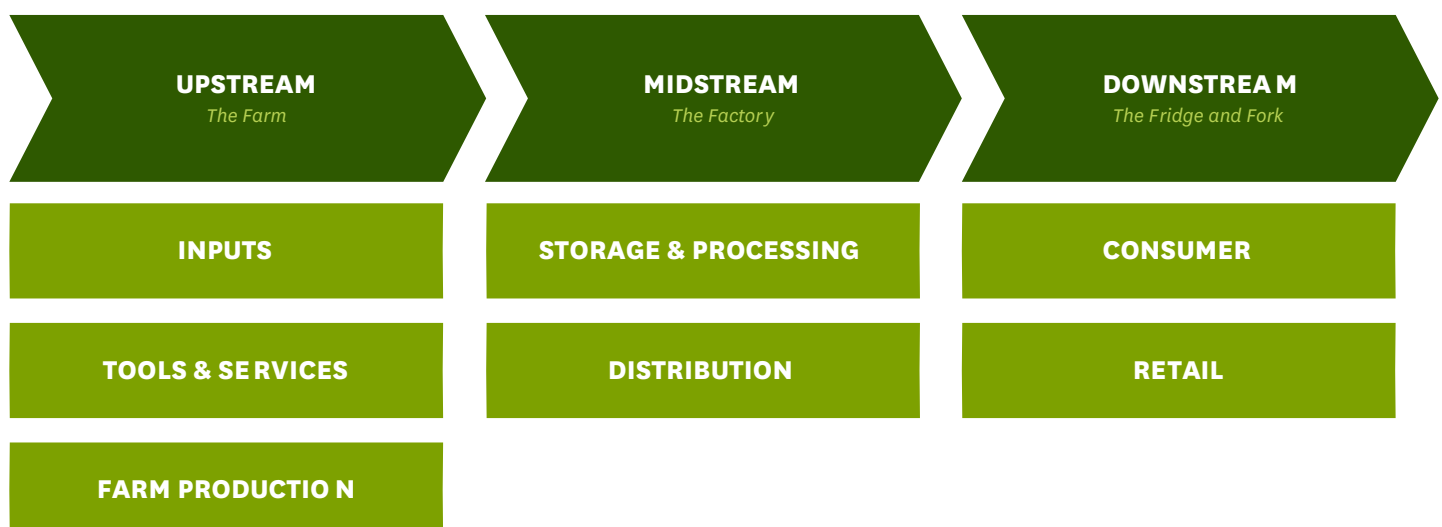 UPSTREAM
The Farm
INPUTS
TOOLS & SERVICES
FARM PRODUCTION
MIDSTREAM
The Factory
STORAGE & PROCESSING
DISTRIBUTION
DOWNSTREAM
The Fridge and Fork
CONSUMER
RETAIL